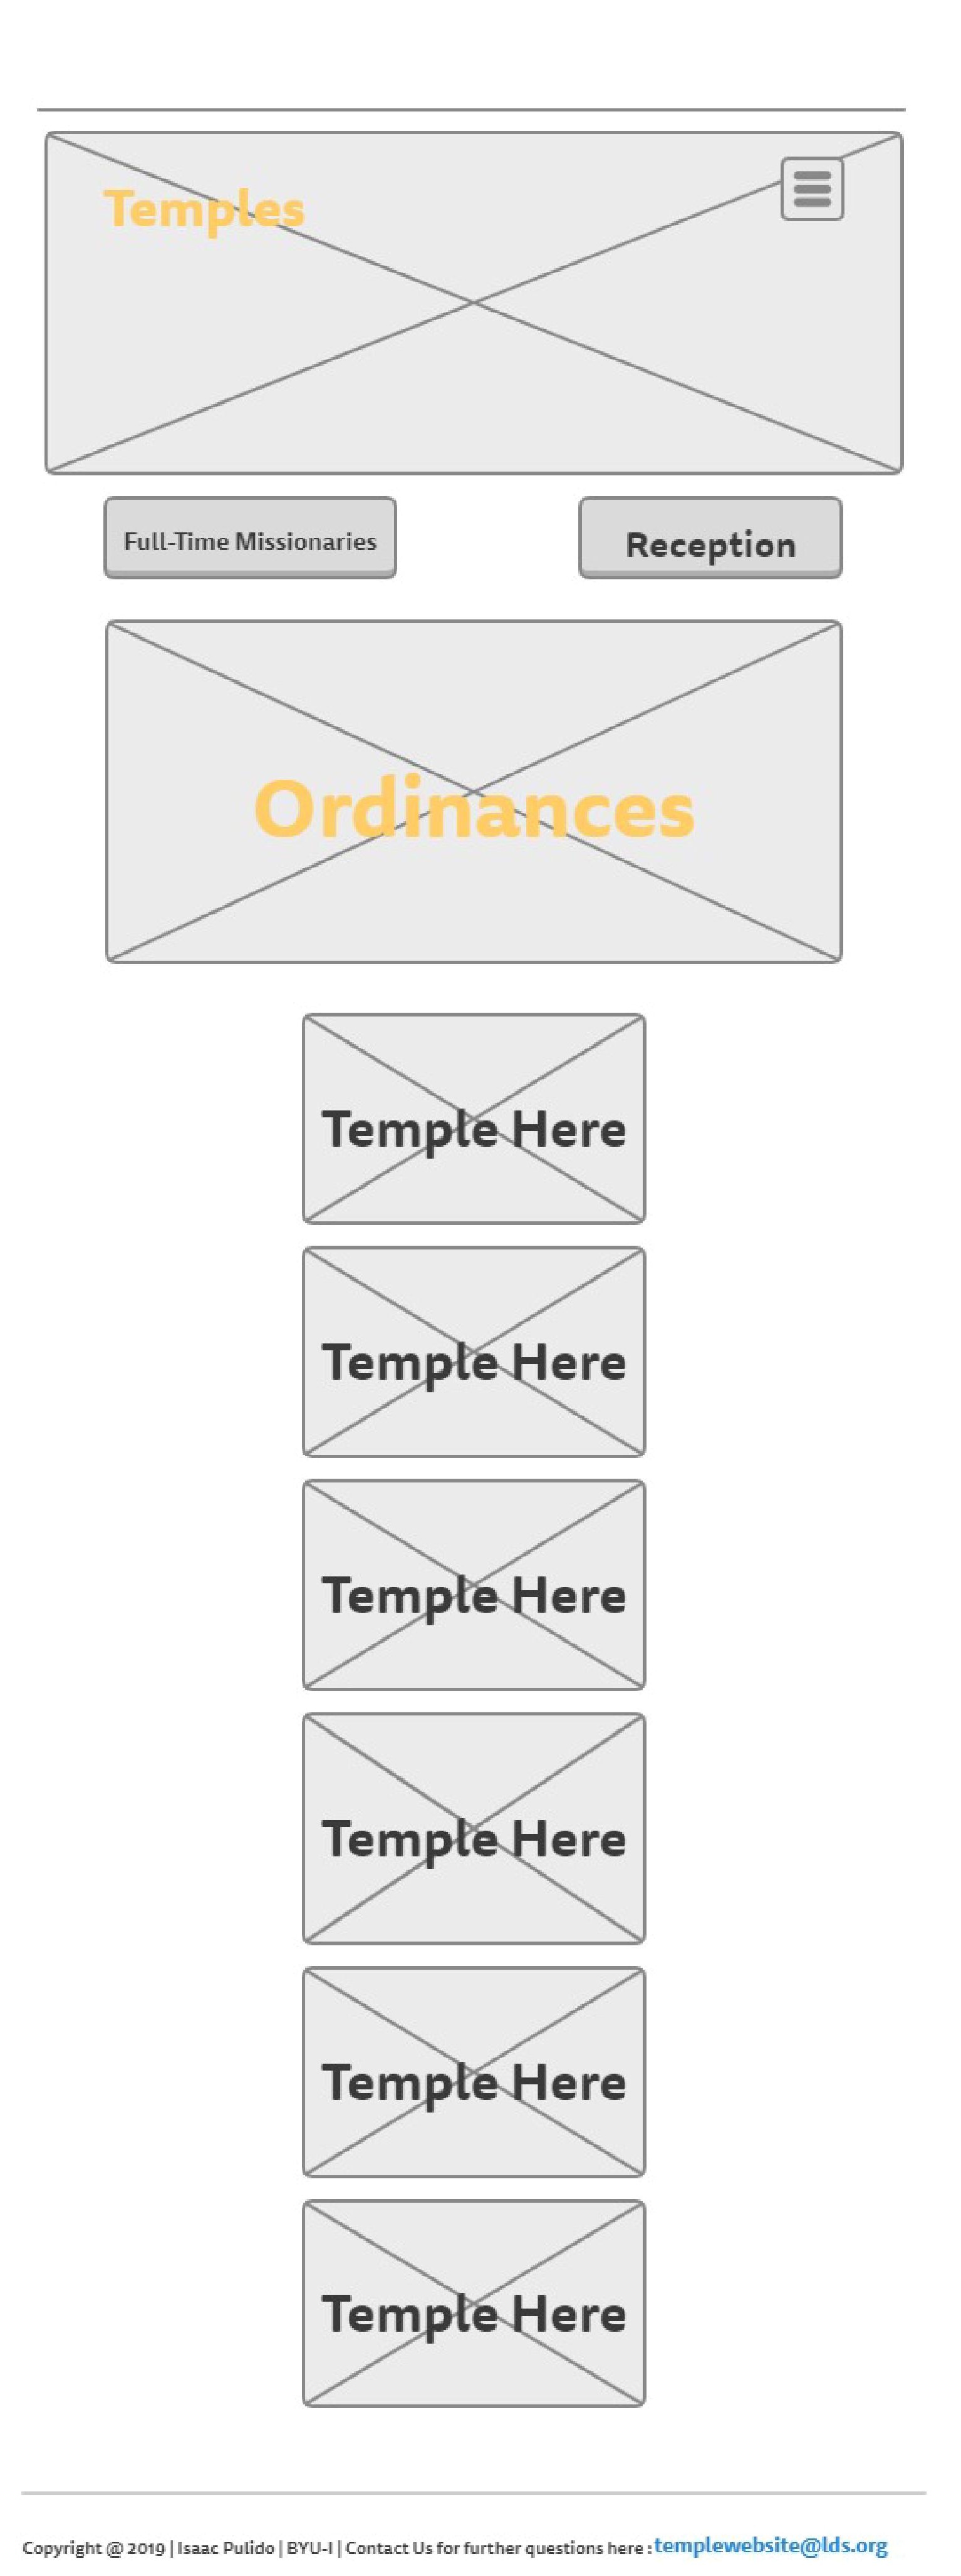 Temples
Full-Time Missionaries
Reception
Ordinances
Temple Here
Temple Here
Temple Here
Temple Here
Temple Here
Temple Here
Copyright @ 2019 | Isaac Pulido | BYU-I | Contact Us for further questions here : templewebsite@lds.org